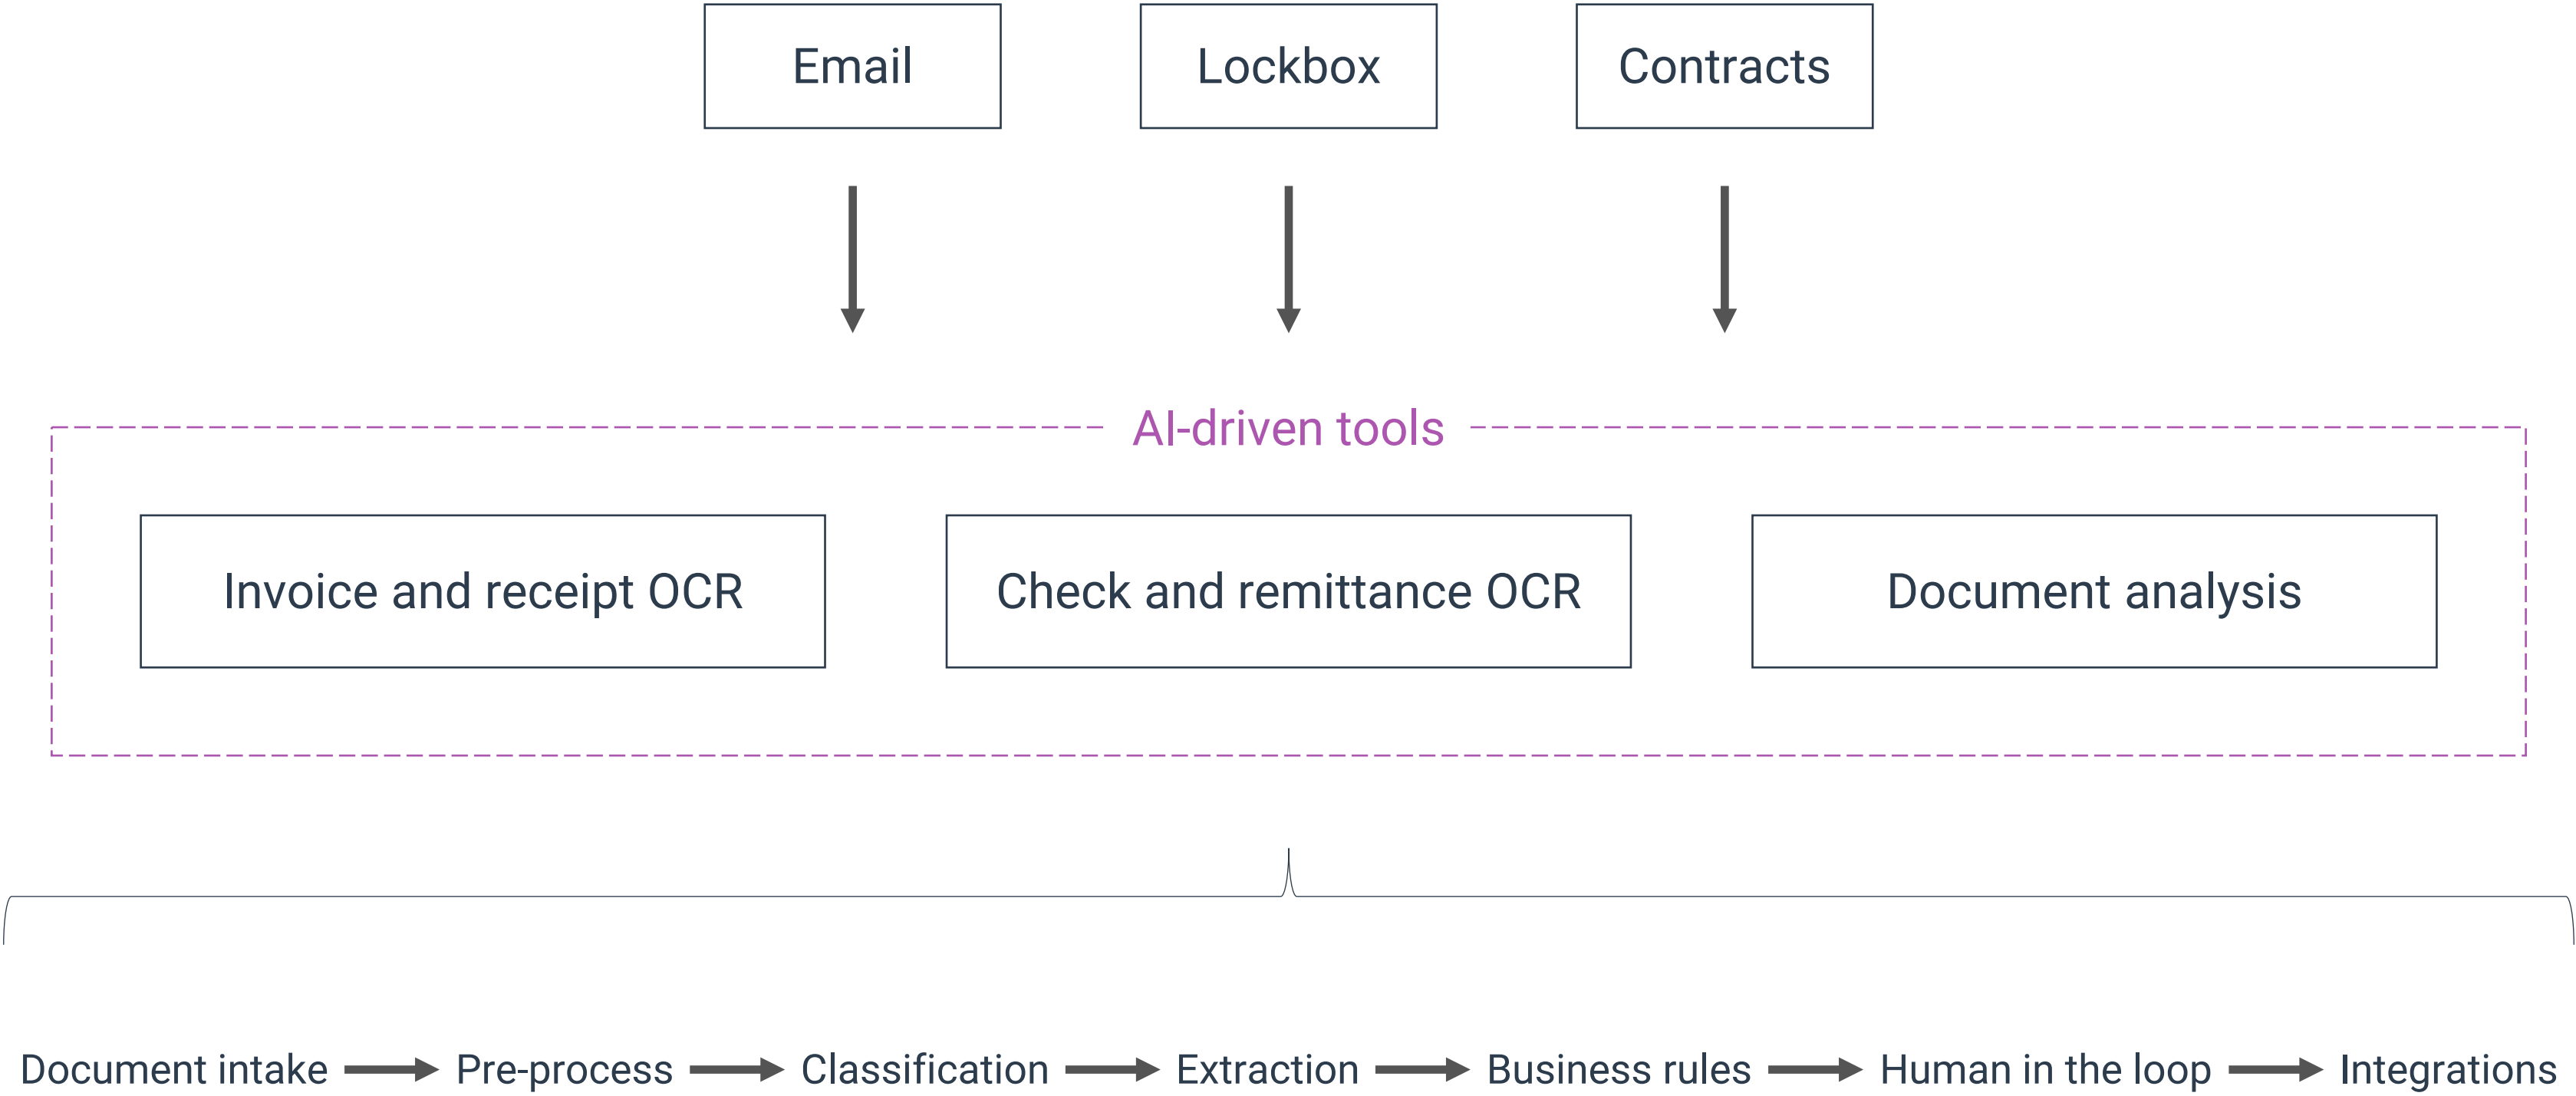 Email
Lockbox
Contracts
AI-driven tools
Invoice and receipt OCR
Check and remittance OCR
Document analysis
Document intake
Pre-process
Classification
Extraction
Business rules
Human in the loop
Integrations